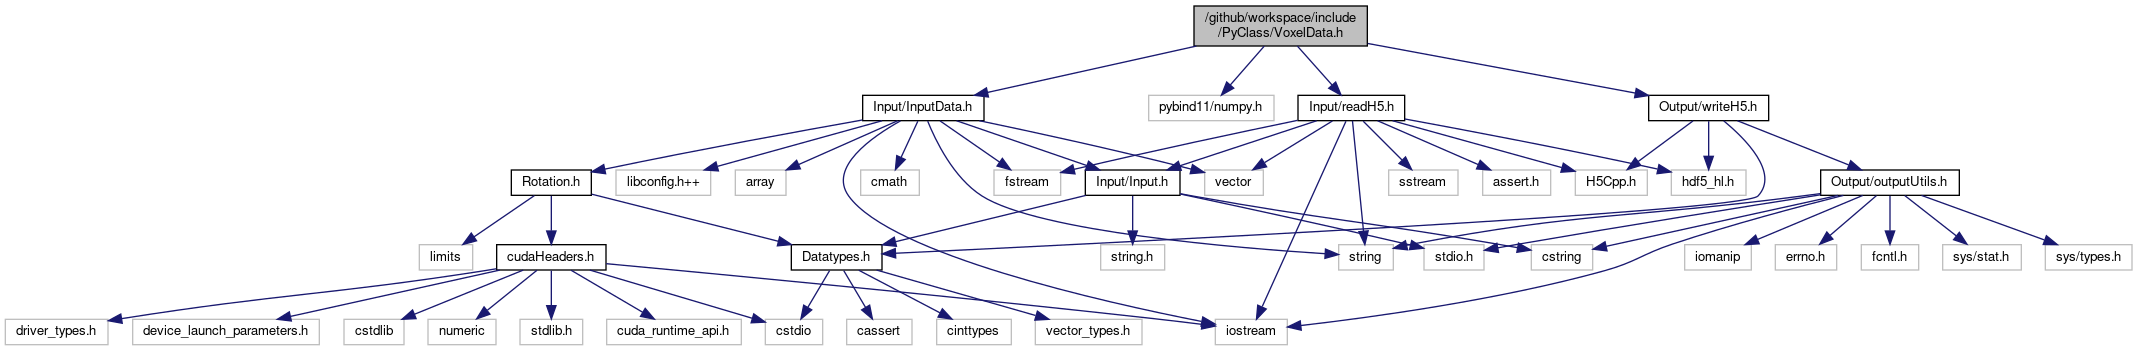 /github/workspace/include
/PyClass/VoxelData.h
Input/InputData.h
pybind11/numpy.h
Input/readH5.h
Output/writeH5.h
Rotation.h
libconfig.h++
array
cmath
fstream
Input/Input.h
vector
sstream
assert.h
H5Cpp.h
hdf5_hl.h
Output/outputUtils.h
limits
cudaHeaders.h
Datatypes.h
string.h
string
stdio.h
cstring
iomanip
errno.h
fcntl.h
sys/stat.h
sys/types.h
driver_types.h
device_launch_parameters.h
cstdlib
numeric
stdlib.h
cuda_runtime_api.h
cstdio
cassert
cinttypes
vector_types.h
iostream